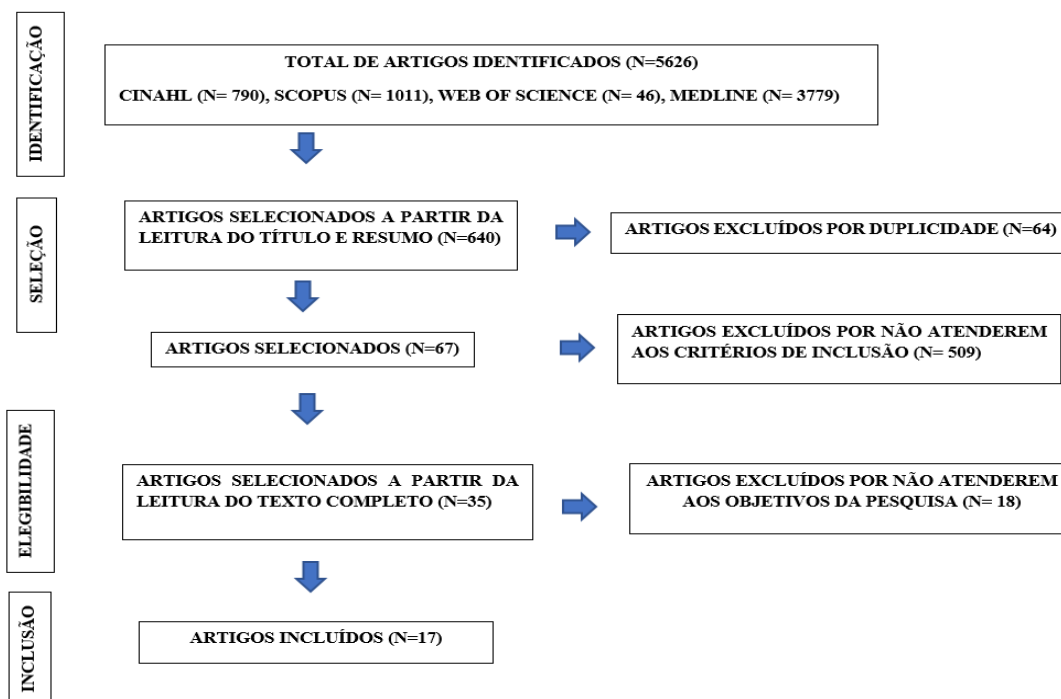 IDENTIFICAÇÃO
TOTAL DE ARTIGOS IDENTIFICADOS (N=5626)
CINAHL (N= 790), SCOPUS (N= 1011), WEB OF SCIENCE (N= 46), MEDLINE (N= 3779)
SELEÇÃO
ARTIGOS SELECIONADOS A PARTIR DA
LEITURA DO TÍTULO E RESUMO (N=640)
ARTIGOS EXCLUÍDOS POR DUPLICIDADE (N=64)
ARTIGOS SELECIONADOS (N=67)
ARTIGOS EXCLUÍDOS POR NÃO ATENDEREM
AOS CRITÉRIOS DE INCLUSÃO (N= 509)
ELEGIBILIDADE
ARTIGOS SELECIONADOS A PARTIR DA
LEITURA DO TEXTO COMPLETO (N=35)
ARTIGOS EXCLUÍDOS POR NÃO ATENDEREM
AOS OBJETIVOS DA PESQUISA (N= 18)
INCLUSÃO
ARTIGOS INCLUÍDOS (N=17)